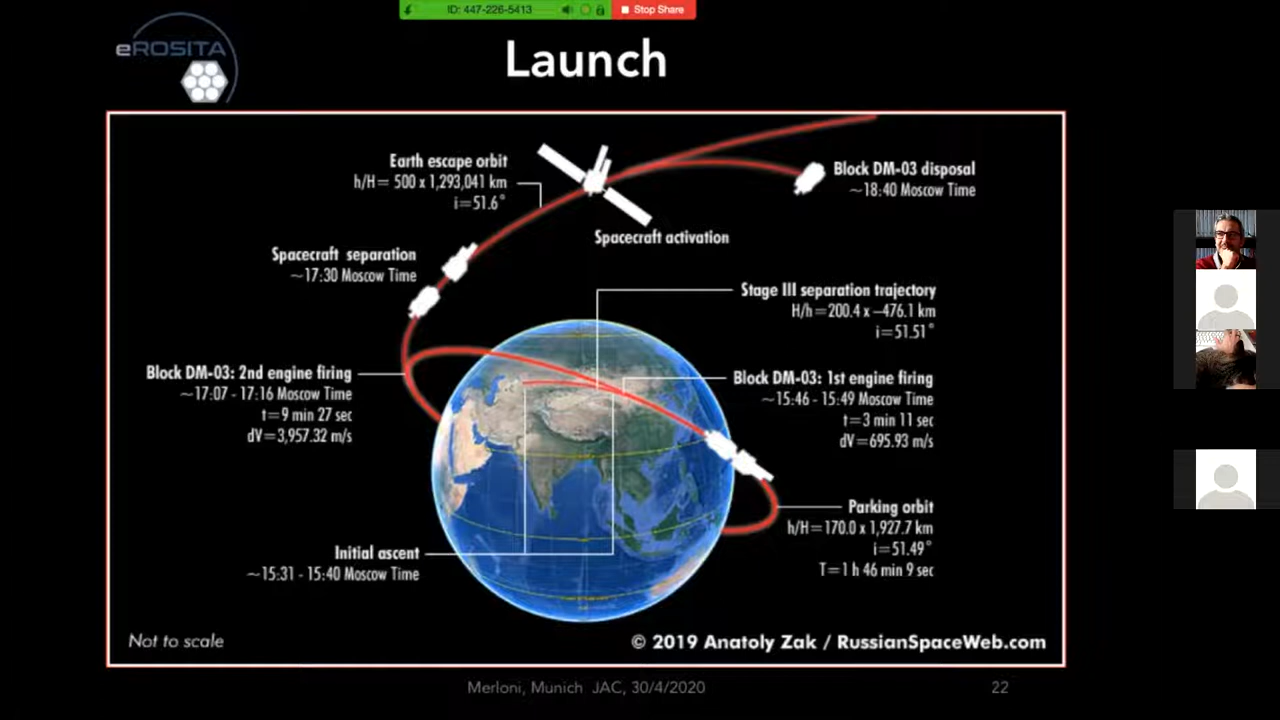 ID: 447-226-5413
Stop Share
eROSITA
Launch
Earth escape orbit
h/H= 500 x 1,293,041 km
i=51.6°
Block DM-03 disposal
~18:40 Moscow Time
Spacecraft activation
Spacecraft separation
~17:30 Moscow Time
Stage III separation trajectory
H/h=200.4 x –476.1 km
i=51.51°
Block DM-03: 2nd engine firing
~17:07 - 17:16 Moscow Time
t=9 min 27 sec
dV=3,957.32 m/s
Block DM-03: 1st engine firing
~15:46 - 15:49 Moscow Time
t=3 min 11 sec
dV=695.93 m/s
Parking orbit
h/H=170.0 x 1,927.7 km
i=51.49°
T=1 h 46 min 9 sec
Initial ascent
~15:31 - 15:40 Moscow Time
Not to scale
© 2019 Anatoly Zak / RussianSpaceWeb.com
Merloni, Munich JAC, 30/4/2020
22